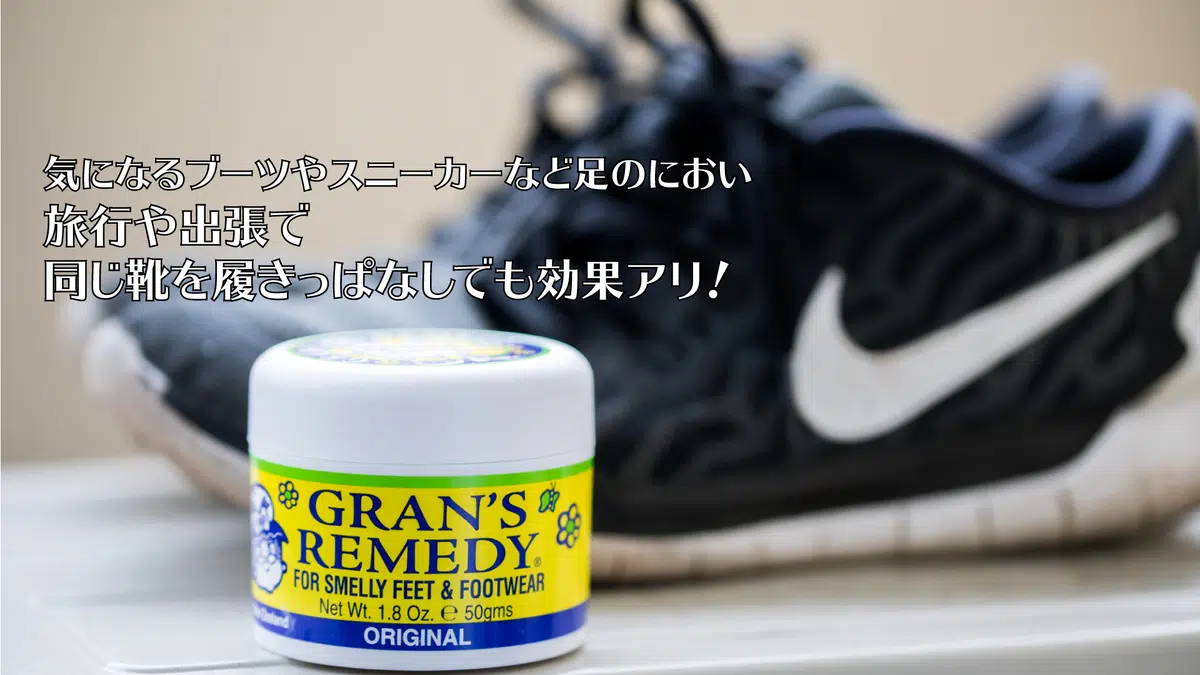 気になるブーツやスニーカーなど足のにおい
旅行や出張で
同じ靴を履きっぱなしでも効果アリ！
GRAN'S
REMEDY®
FOR SMELLY FEET & FOOTWEAR
Net Wt. 1.8 Oz. ℮ 50gms
ORIGINAL